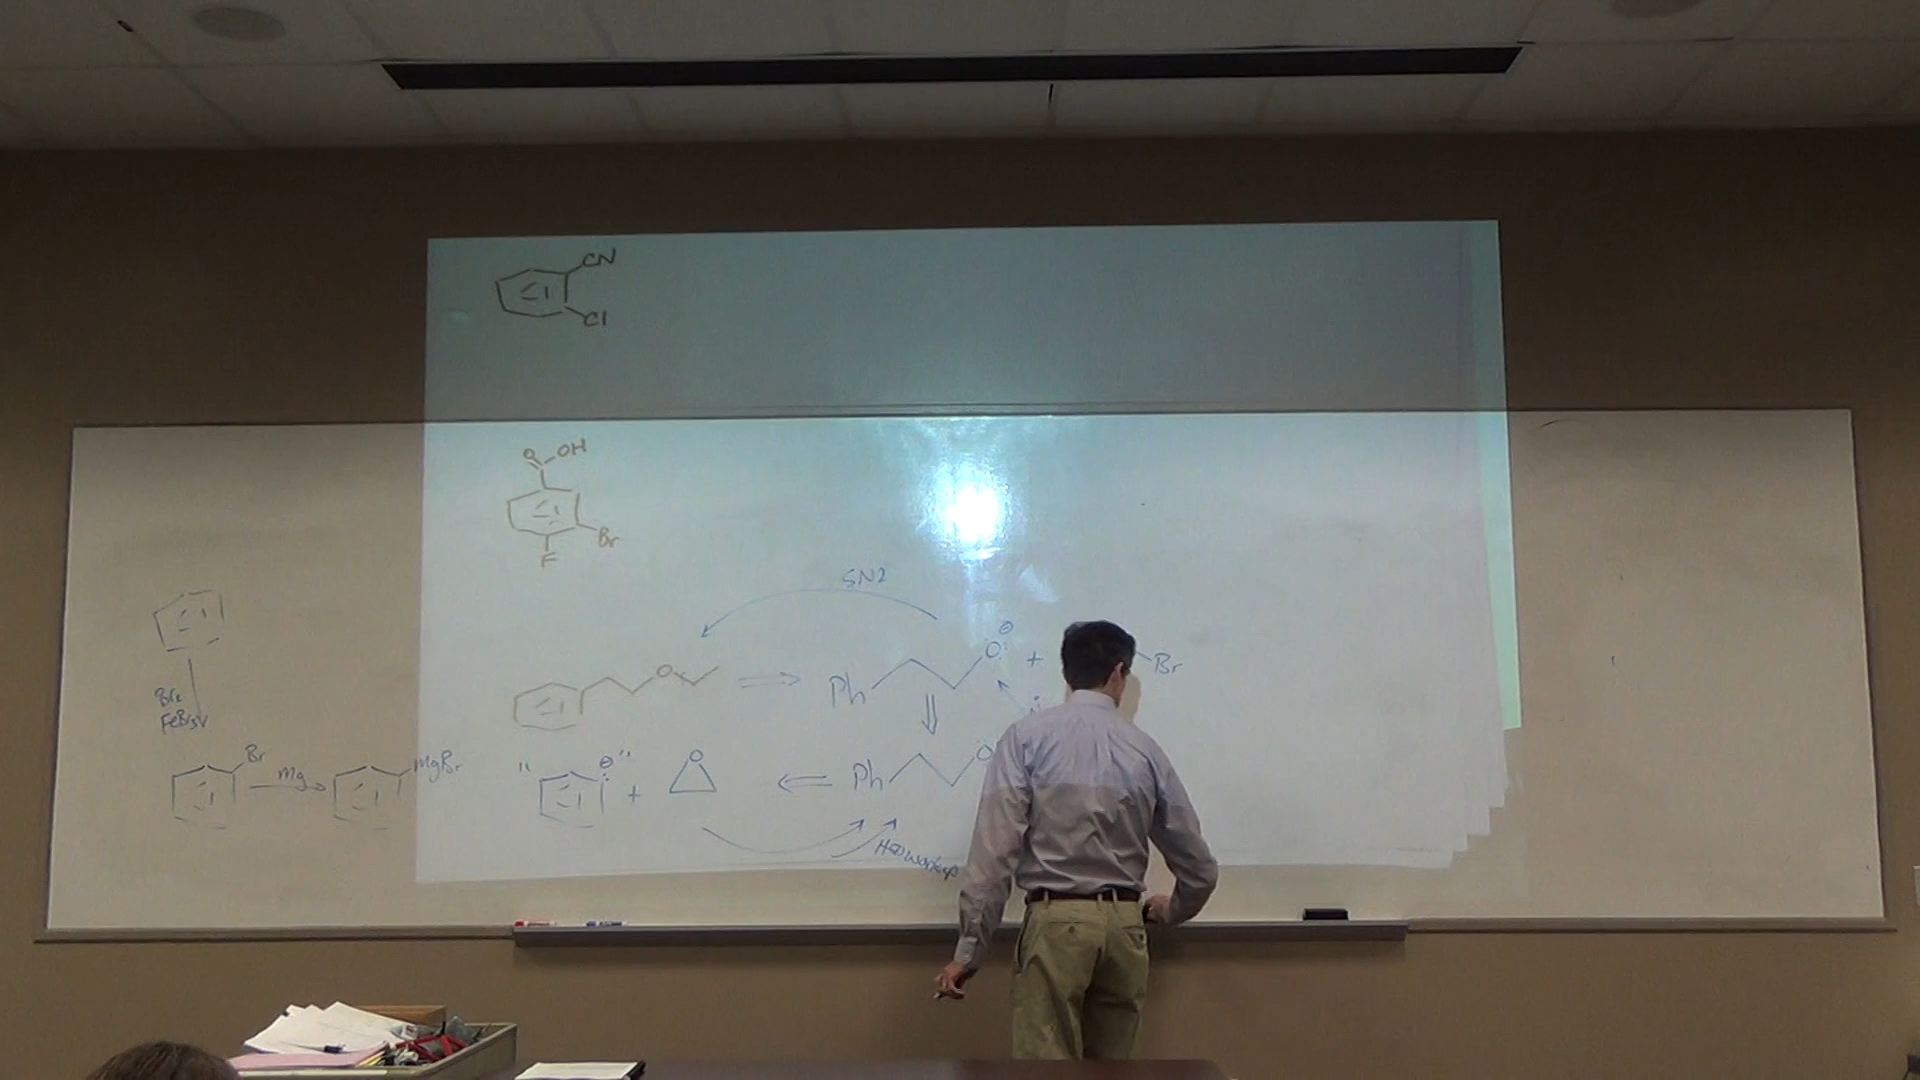 CN
Cl
O OH
Br
F
SN2
O ⊖
+
Br
Ph
Br₂
FeBr₃
Br
Mg
MgBr
" ⊖ "
+
O
Ph
O
H₂O workup